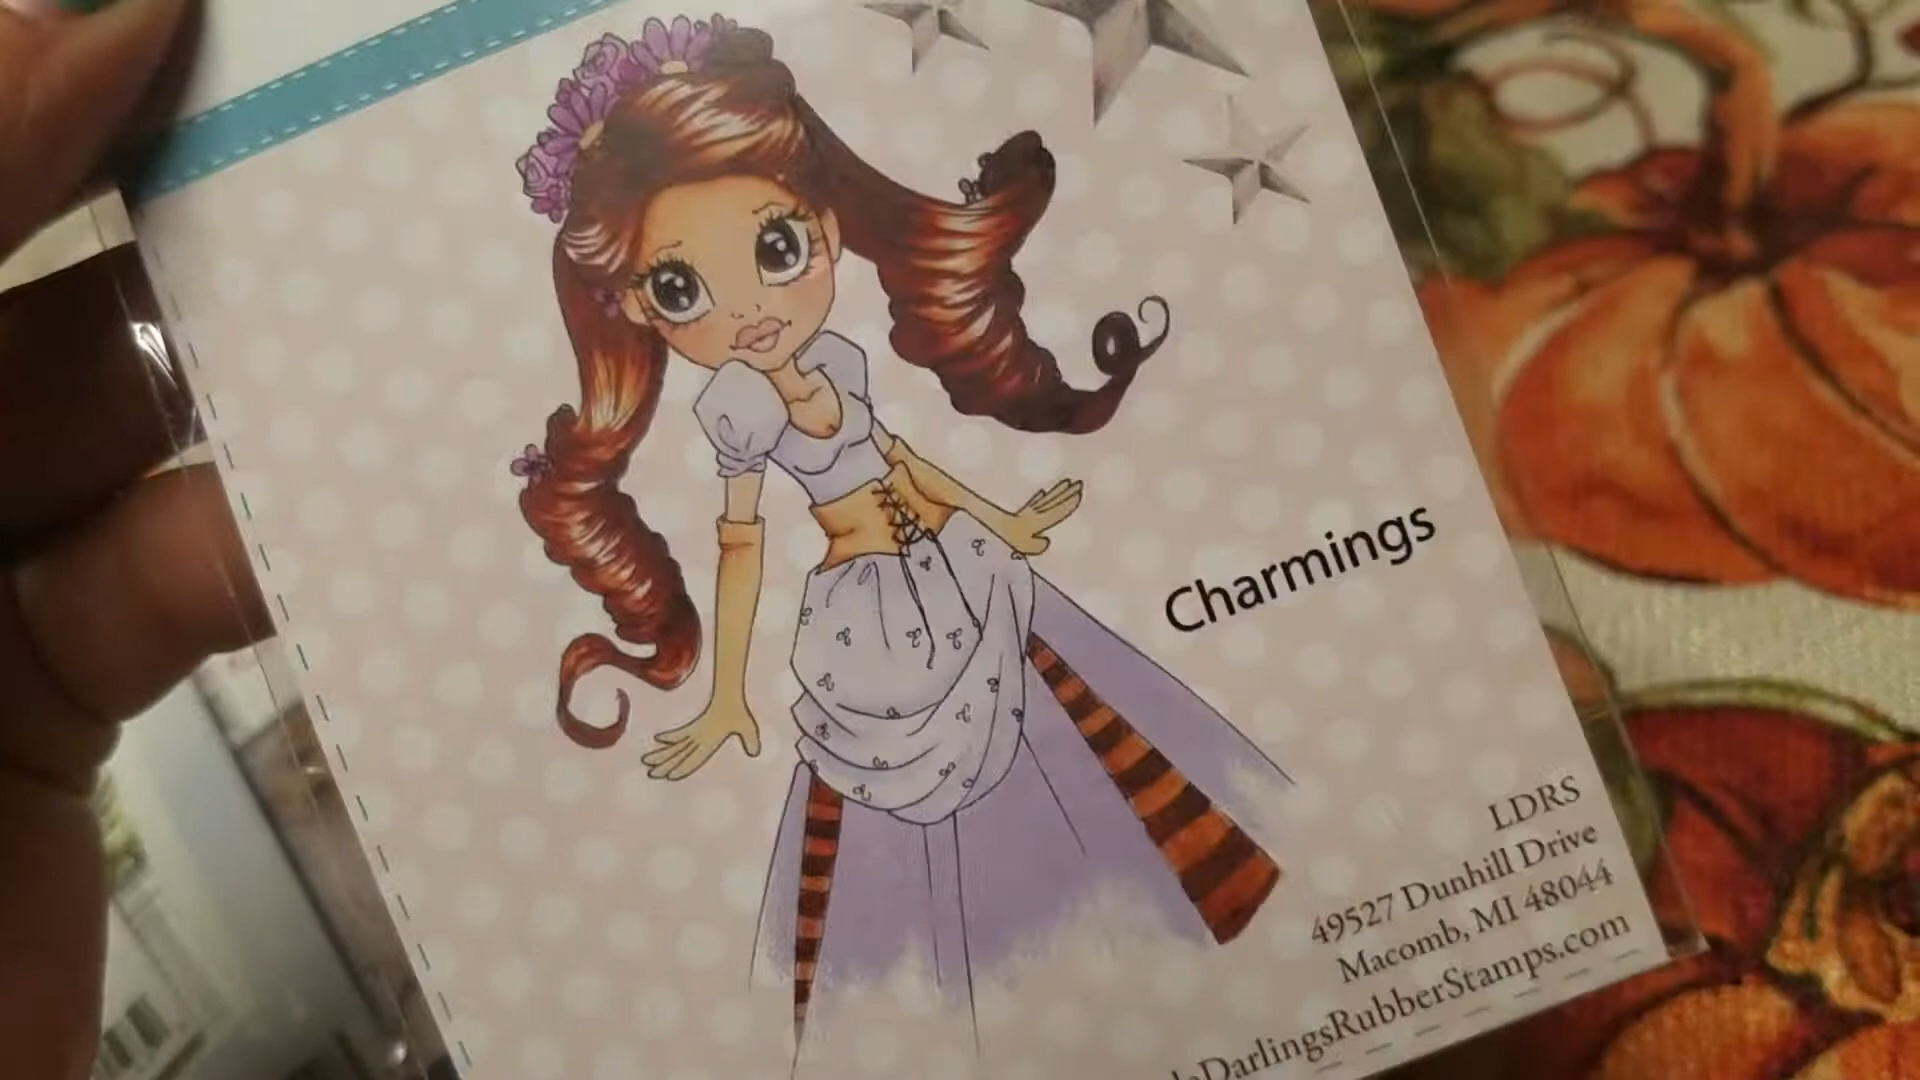 Charmings
LDRS
49527 Dunhill Drive
Macomb, MI 48044
DarlingsRubberStamps.com